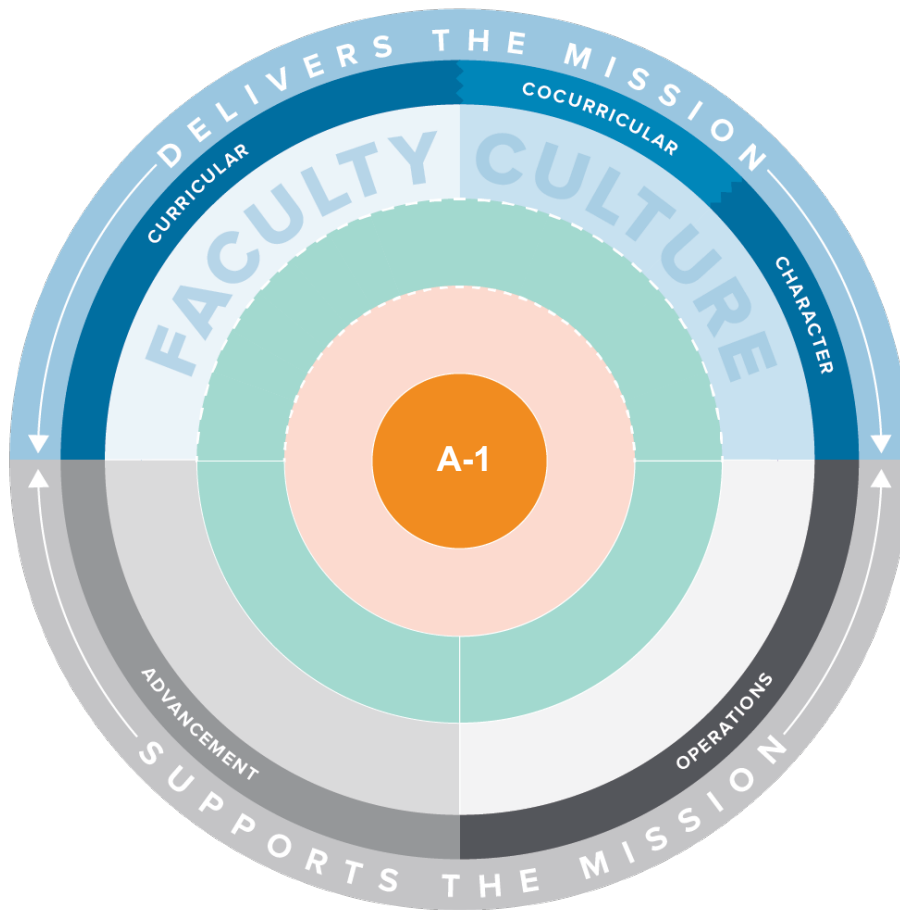 DELIVERS THE MISSION
CURRICULAR
COCURRICULAR
CHARACTER
FACULTY CULTURE
A-1
ADVANCEMENT
OPERATIONS
SUPPORTS THE MISSION